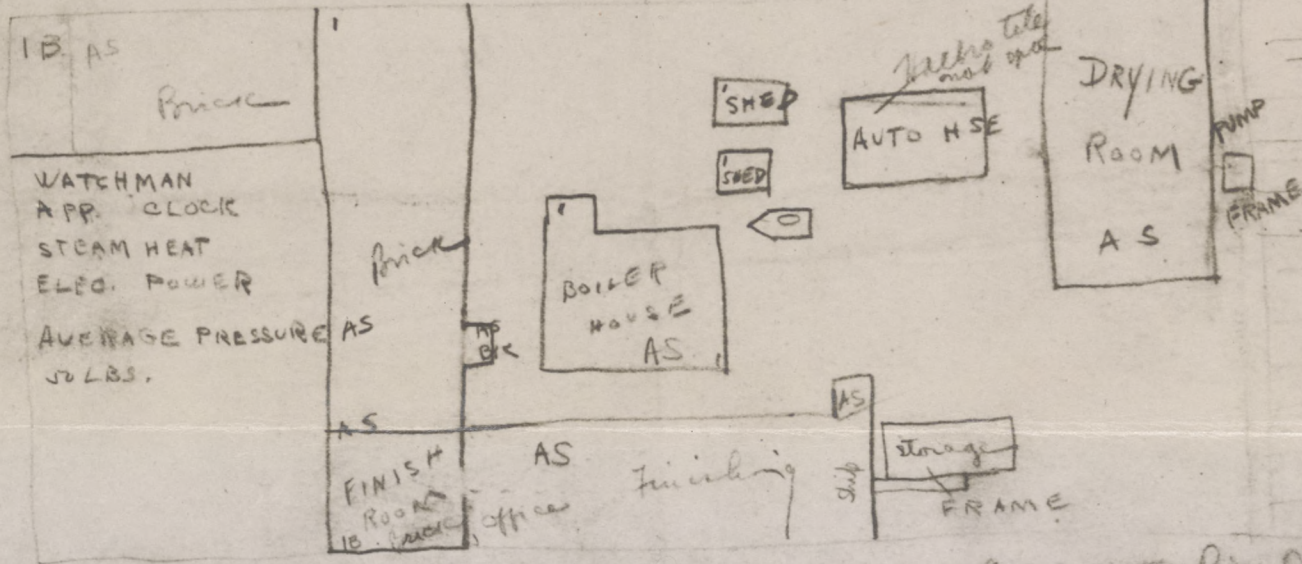 1B. AS
Brick
WATCHMAN
APP. CLOCK
STEAM HEAT
ELEC. POWER
AVERAGE PRESSURE
50 LBS.
1
Brick
AS
AS
FINISH
ROOM
1B
office
AS
1
BOILER
HOUSE
AS
1
' SHED
' SHED
O
tile
AUTO HSE
DRYING
ROOM
AS
PUMP
FRAME
AS
Finishing
AS
Ship
Storage
FRAME